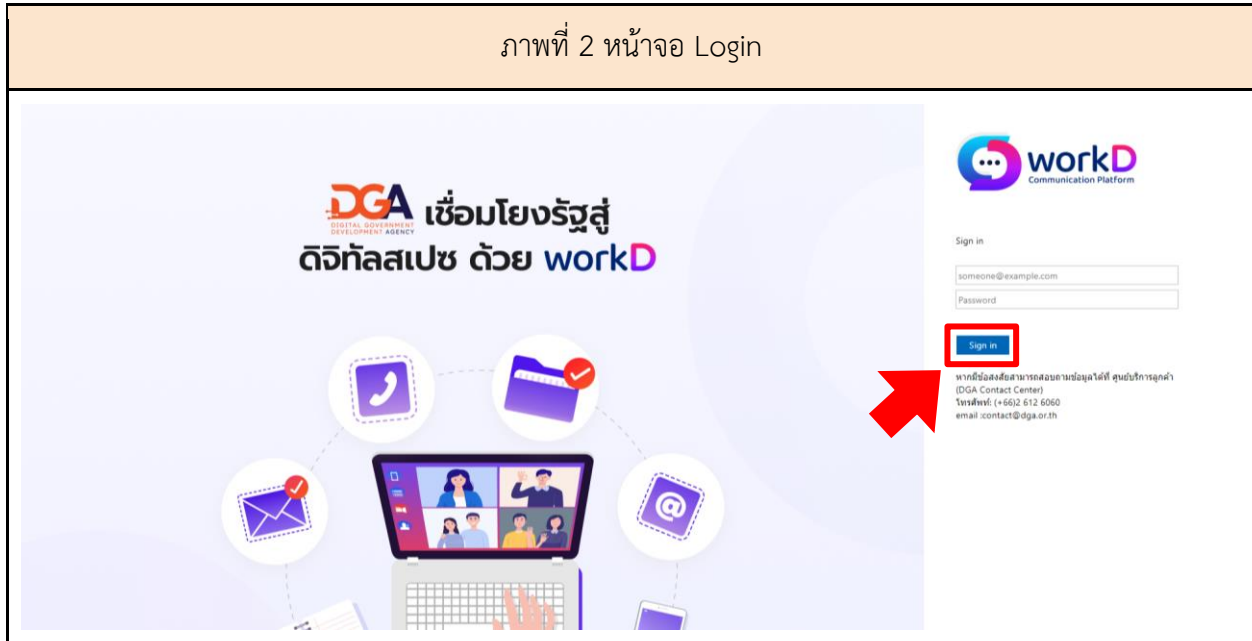 ภาพที่ 2 หน้าจอ Login
DGA เชื่อมโยงรัฐสู่
DIGITAL GOVERNMENT
DEVELOPMENT AGENCY
ดิจิทัลสเปซ ด้วย workD
workD
Communication Platform
Sign in
someone@example.com
Password
Sign in
หากมีข้อสงสัยสามารถสอบถามข้อมูลได้ที่ ศูนย์บริการลูกค้า
(DGA Contact Center)
โทรศัพท์: (+66)2 612 6060
email :contact@dga.or.th